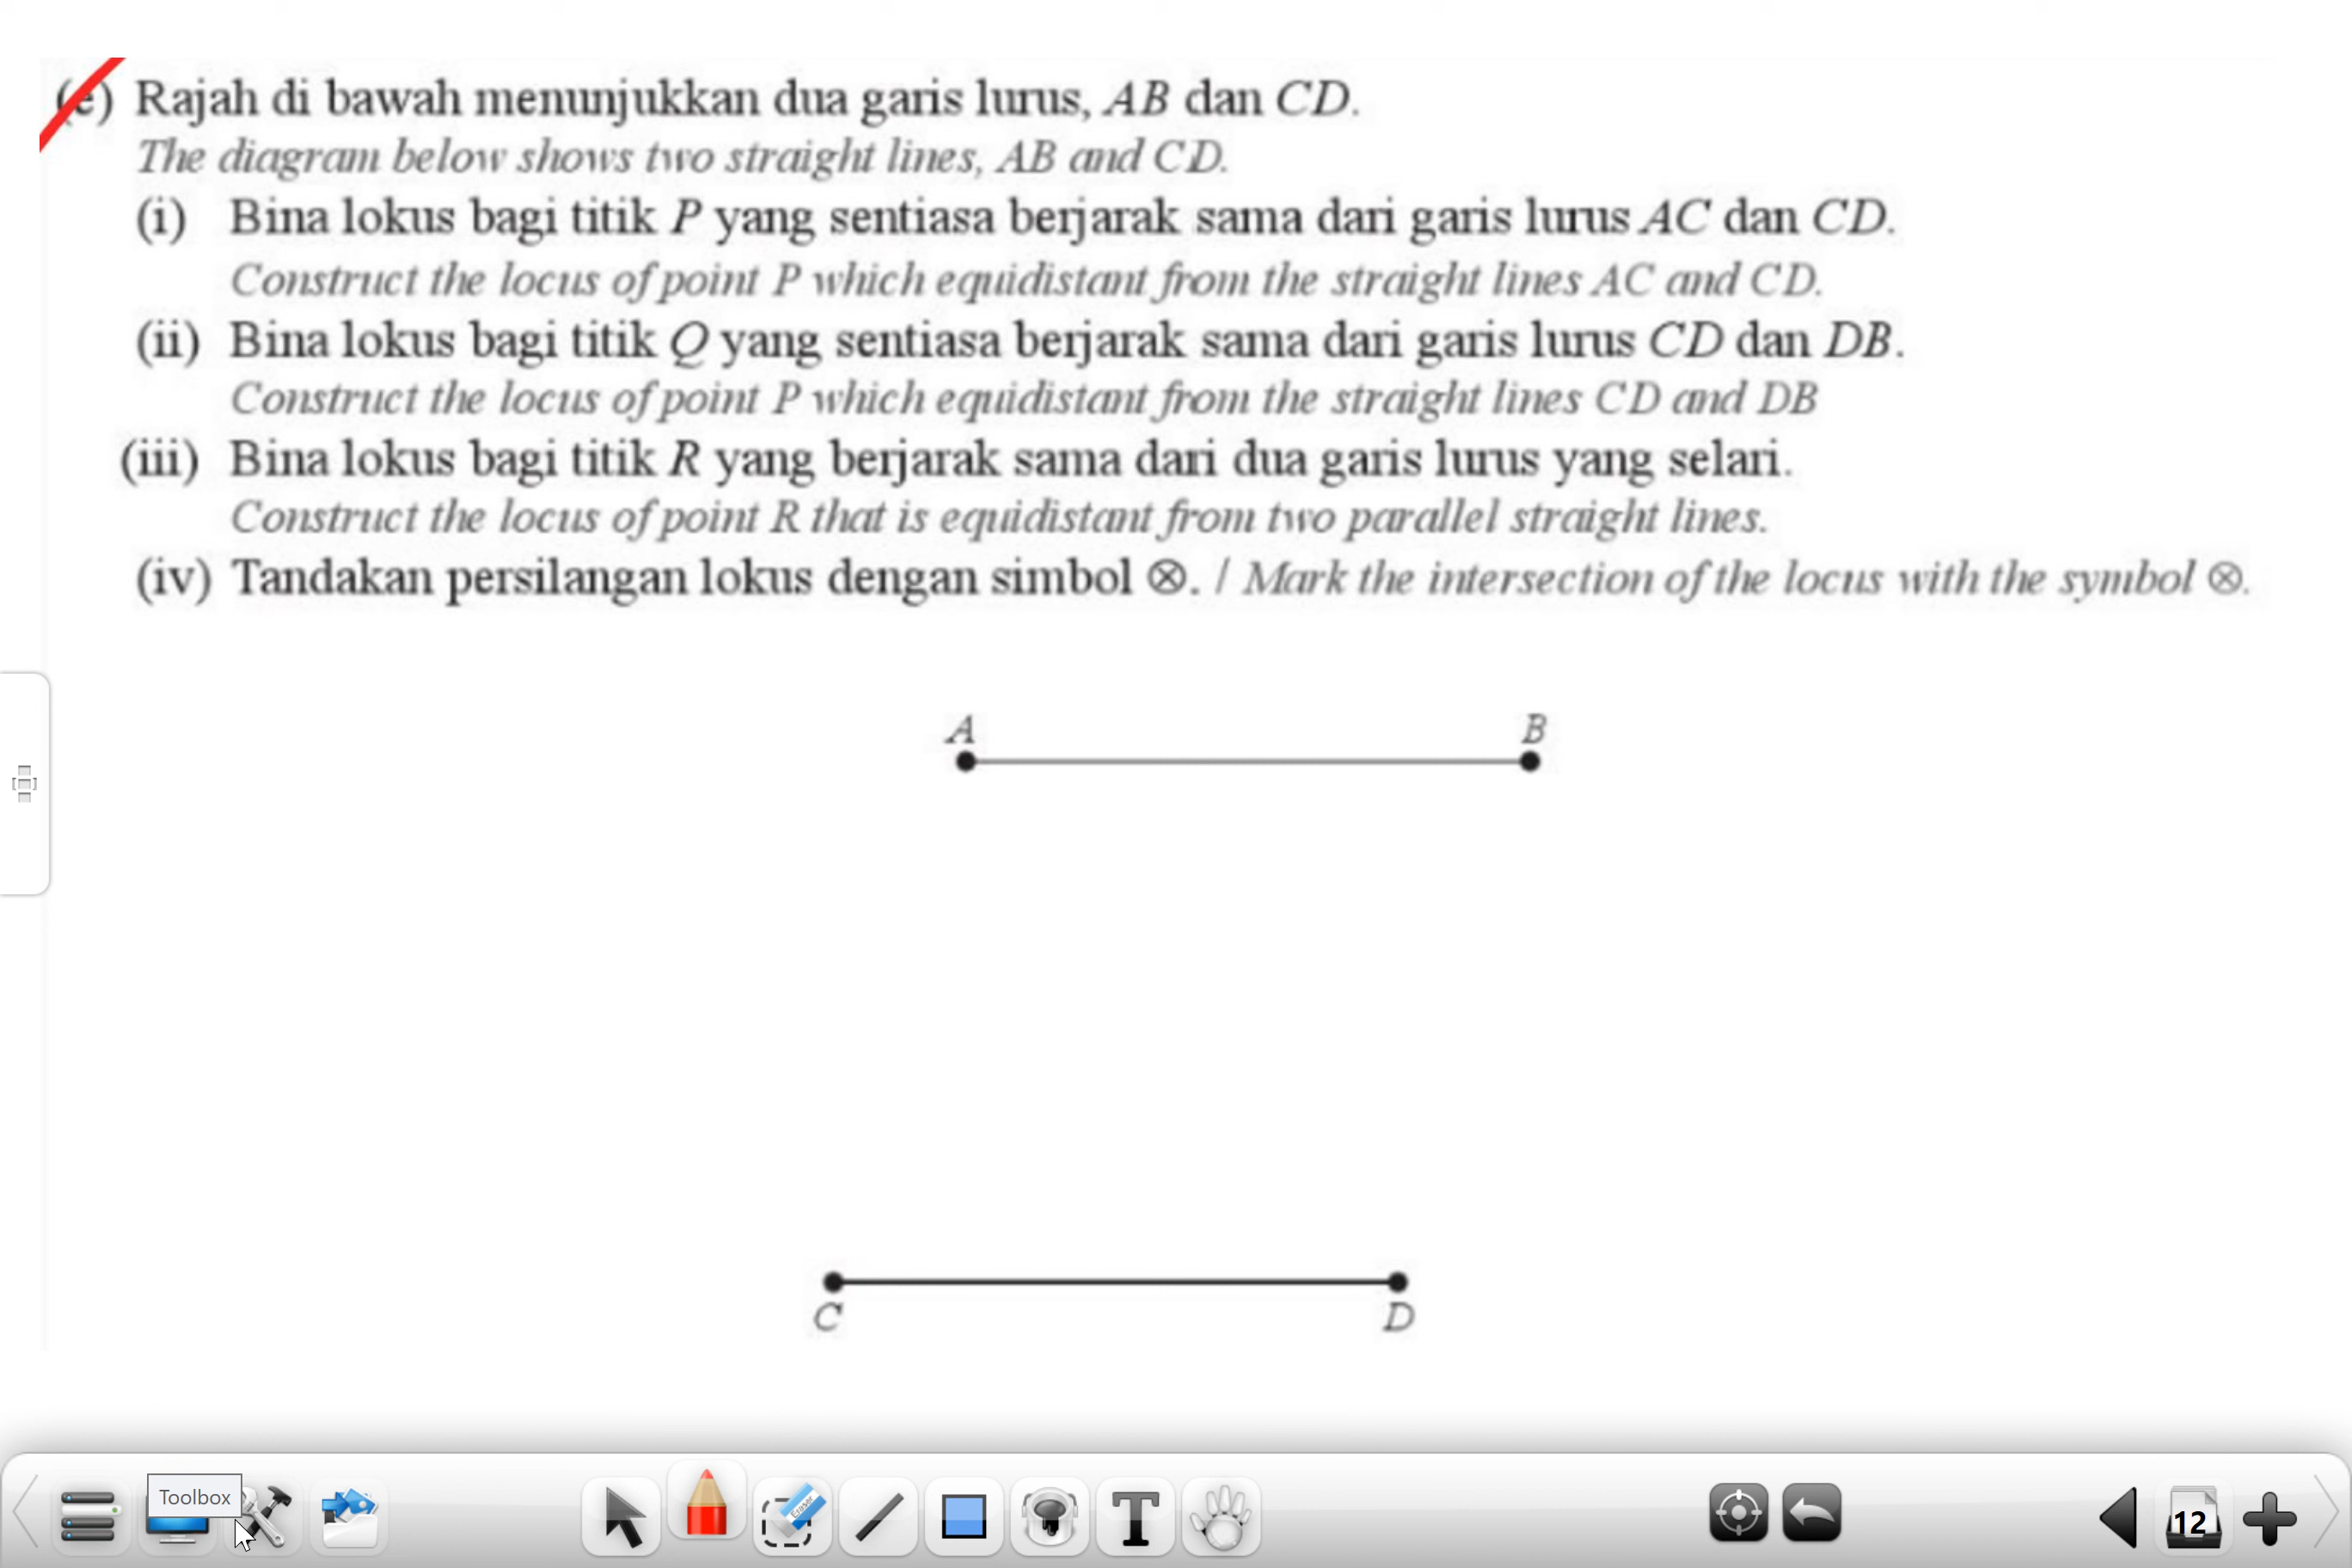 (e) Rajah di bawah menunjukkan dua garis lurus, AB dan CD.
The diagram below shows two straight lines, AB and CD.
(i) Bina lokus bagi titik P yang sentiasa berjarak sama dari garis lurus AC dan CD.
Construct the locus of point P which equidistant from the straight lines AC and CD.
(ii) Bina lokus bagi titik Q yang sentiasa berjarak sama dari garis lurus CD dan DB.
Construct the locus of point P which equidistant from the straight lines CD and DB
(iii) Bina lokus bagi titik R yang berjarak sama dari dua garis lurus yang selari.
Construct the locus of point R that is equidistant from two parallel straight lines.
(iv) Tandakan persilangan lokus dengan simbol ⊗. / Mark the intersection of the locus with the symbol ⊗.
A B
C D
Toolbox
Eraser
T
12